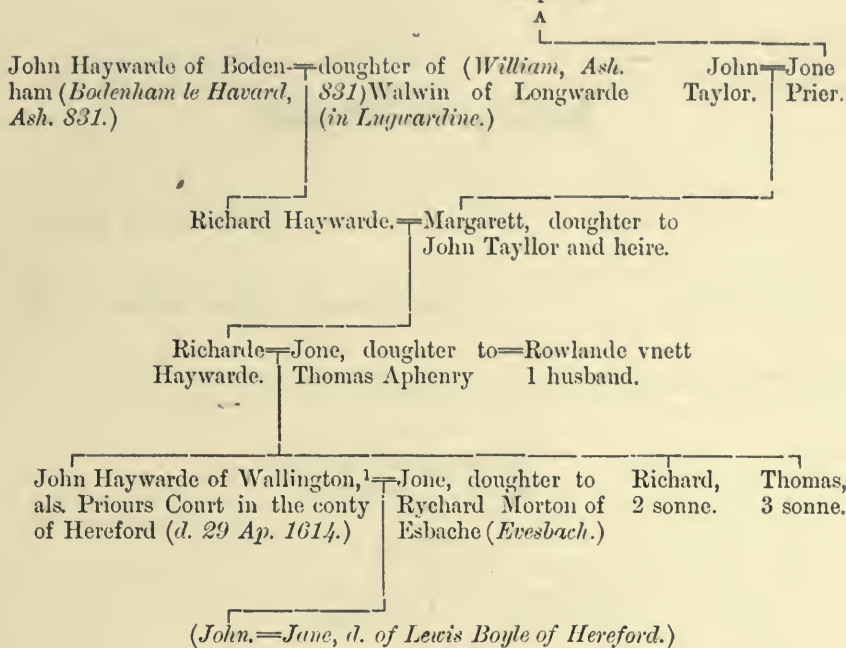 A
John Haywarde of Boden-
ham (Bodenham le Havard,
Ash. 831.)
doughter of (William, Ash.
831) Walwin of Longwarde
(in Lugwardine.)
John
Taylor.
Jone
Prier.
Richard Haywarde.
Margarett, doughter to
John Tayllor and heire.
Richarde
Haywarde.
Jone, doughter to
Thomas Aphenry
Rowlande vnett
1 husband.
John Haywarde of Wallington,¹
als. Priours Court in the conty
of Hereford (d. 29 Ap. 1614.)
Jone, doughter to
Rychard Morton of
Esbache (Evesbach.)
Richard,
2 sonne.
Thomas,
3 sonne.
(John.=Jane, d. of Lewis Boyle of Hereford.)